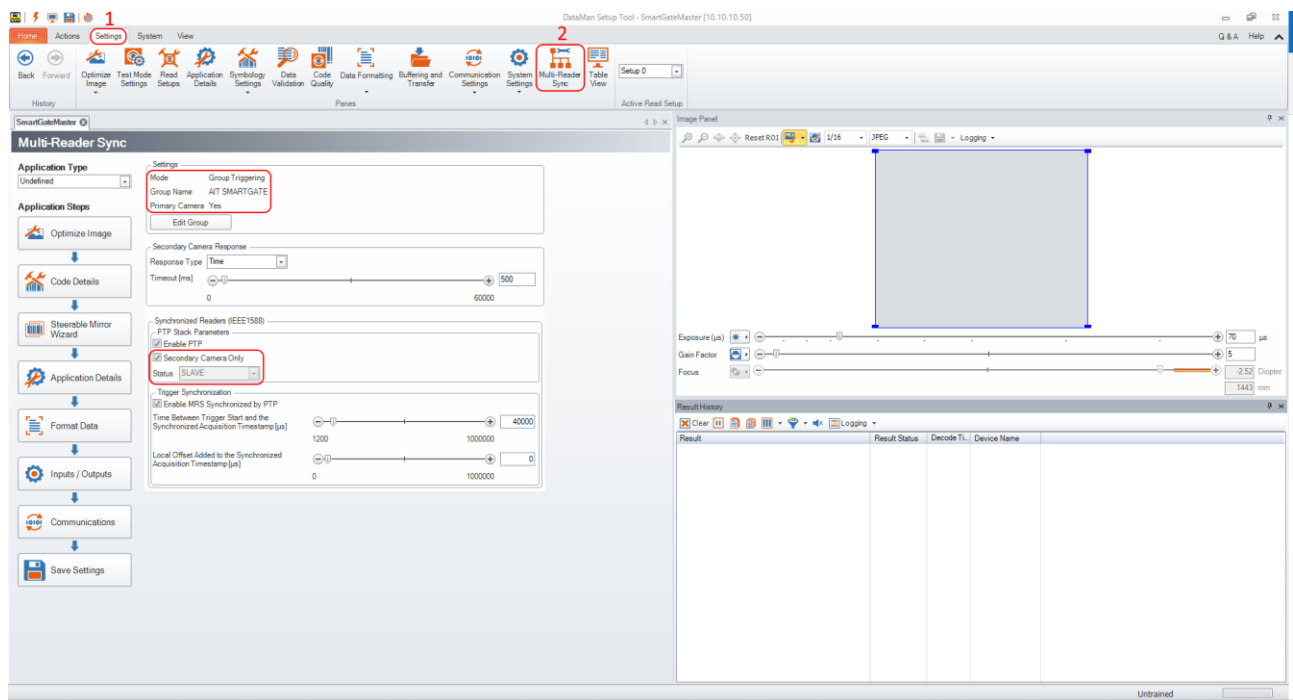 1
DataMan Setup Tool - SmartGateMaster [10.10.10.50]
Home Actions Settings System View
Q & A Help
2
Back Forward
Optimize Image
Test Mode Settings
Read Setups
Application Details
Symbology Settings
Data Validation
Code Quality
Data Formatting
Buffering and Transfer
Communication Settings
System Settings
Multi-Reader Sync
Table View
Setup 0
History Panes Active Read Setup
SmartGateMaster
Multi-Reader Sync
Application Type
Undefined
Application Steps
Optimize Image
Code Details
Steerable Mirror
Wizard
Application Details
Format Data
Inputs / Outputs
Communications
Save Settings
Settings
Mode Group Triggering
Group Name AIT SMARTGATE
Primary Camera Yes
Edit Group
Secondary Camera Response
Response Type Time
Timeout [ms] 500
0 60000
Synchronized Readers (IEEE1588)
PTP Stack Parameters
Enable PTP
Secondary Camera Only
Status SLAVE
Trigger Synchronization
Enable MRS Synchronized by PTP
Time Between Trigger Start and the
Synchronized Acquisition Timestamp [µs] 40000
1200 1000000
Local Offset Added to the Synchronized
Acquisition Timestamp [µs] 0
0 1000000
Image Panel
Reset ROI 1/16 JPEG Logging
Exposure (µs) 70 µs
Gain Factor 5
Focus -2.52 Diopter
1443 mm
Result History
Clear Logging
Result Result Status Decode Ti... Device Name
Untrained